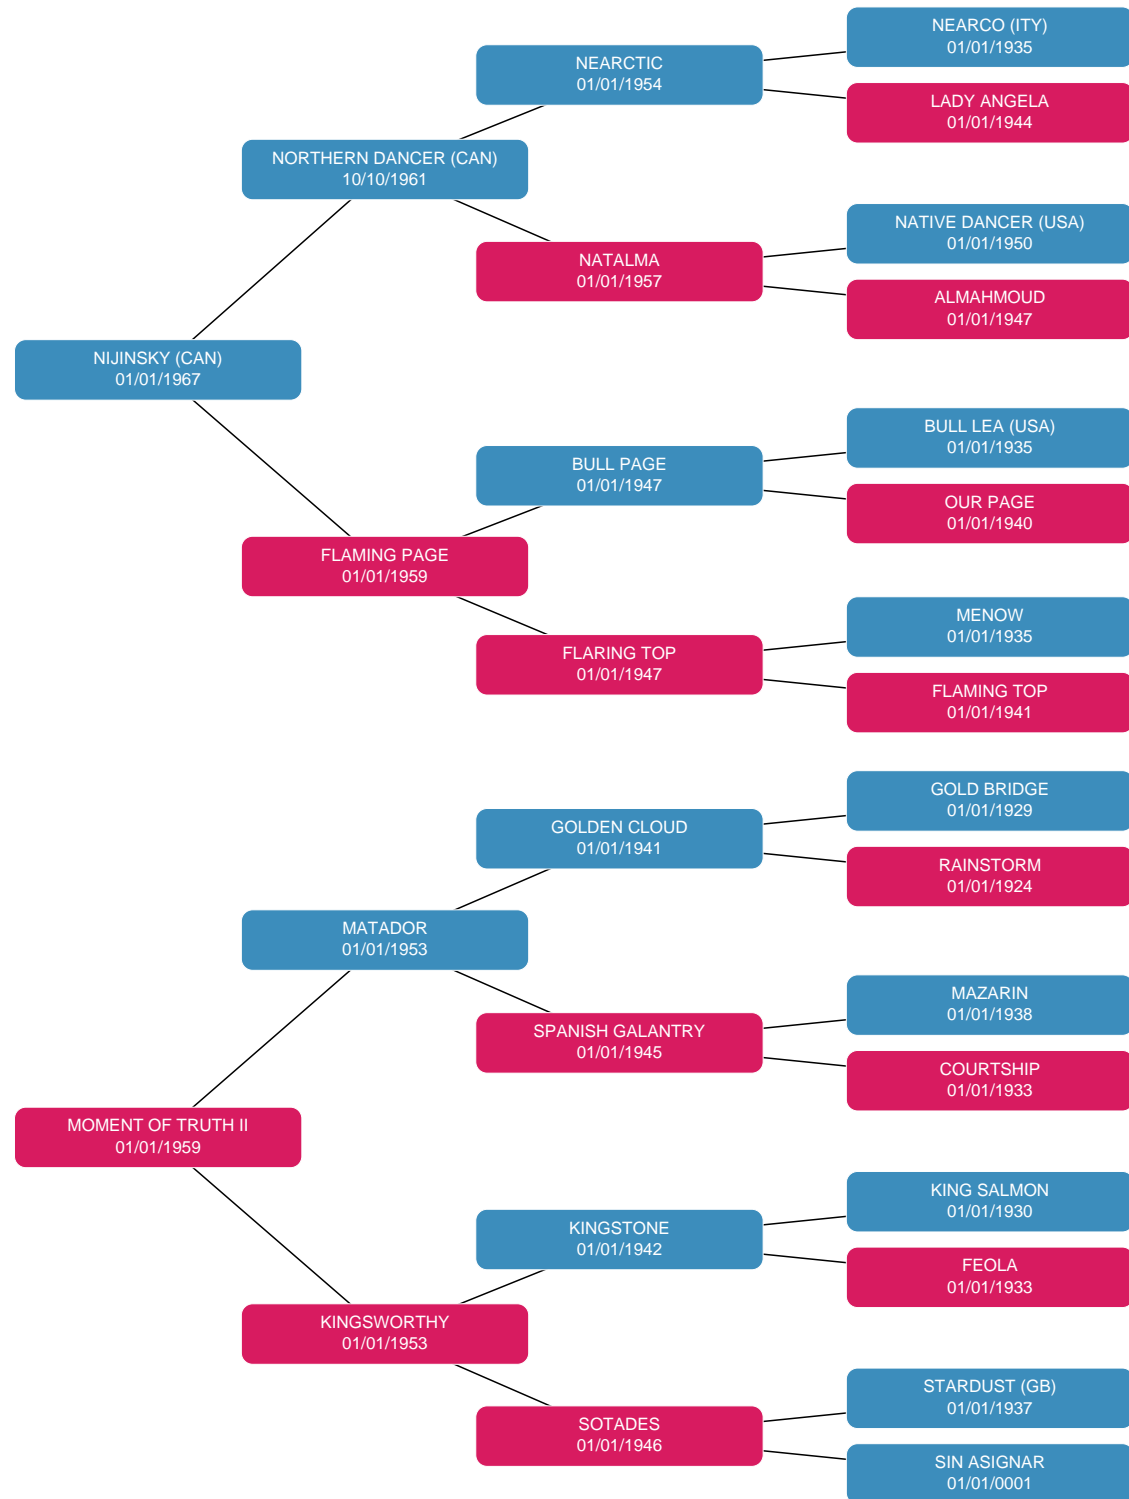 NEARCO (ITY)
01/01/1935
NEARCTIC
01/01/1954
LADY ANGELA
01/01/1944
NORTHERN DANCER (CAN)
10/10/1961
NATIVE DANCER (USA)
01/01/1950
NATALMA
01/01/1957
ALMAHMOUD
01/01/1947
NIJINSKY (CAN)
01/01/1967
BULL LEA (USA)
01/01/1935
BULL PAGE
01/01/1947
OUR PAGE
01/01/1940
FLAMING PAGE
01/01/1959
MENOW
01/01/1935
FLARING TOP
01/01/1947
FLAMING TOP
01/01/1941
GOLD BRIDGE
01/01/1929
GOLDEN CLOUD
01/01/1941
RAINSTORM
01/01/1924
MATADOR
01/01/1953
MAZARIN
01/01/1938
SPANISH GALANTRY
01/01/1945
COURTSHIP
01/01/1933
MOMENT OF TRUTH II
01/01/1959
KING SALMON
01/01/1930
KINGSTONE
01/01/1942
FEOLA
01/01/1933
KINGSWORTHY
01/01/1953
STARDUST (GB)
01/01/1937
SOTADES
01/01/1946
SIN ASIGNAR
01/01/0001